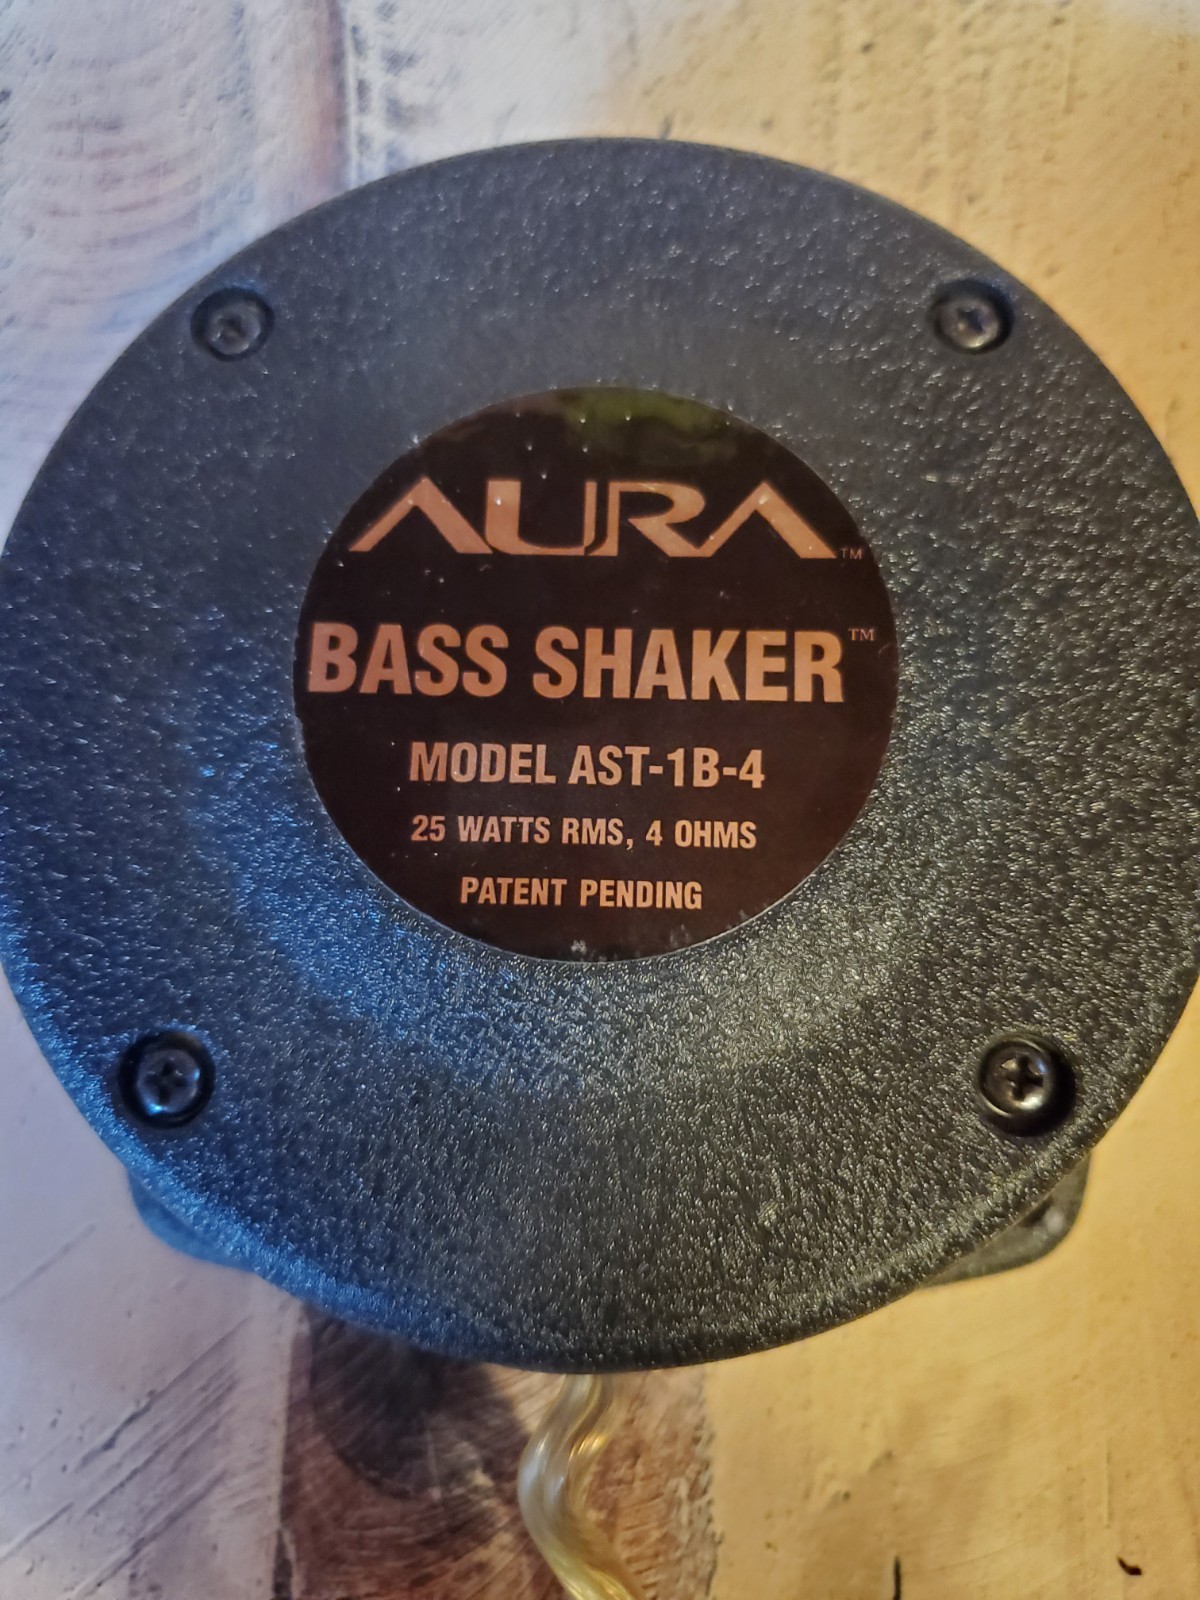 AURA™
BASS SHAKER™
MODEL AST-1B-4
25 WATTS RMS, 4 OHMS
PATENT PENDING